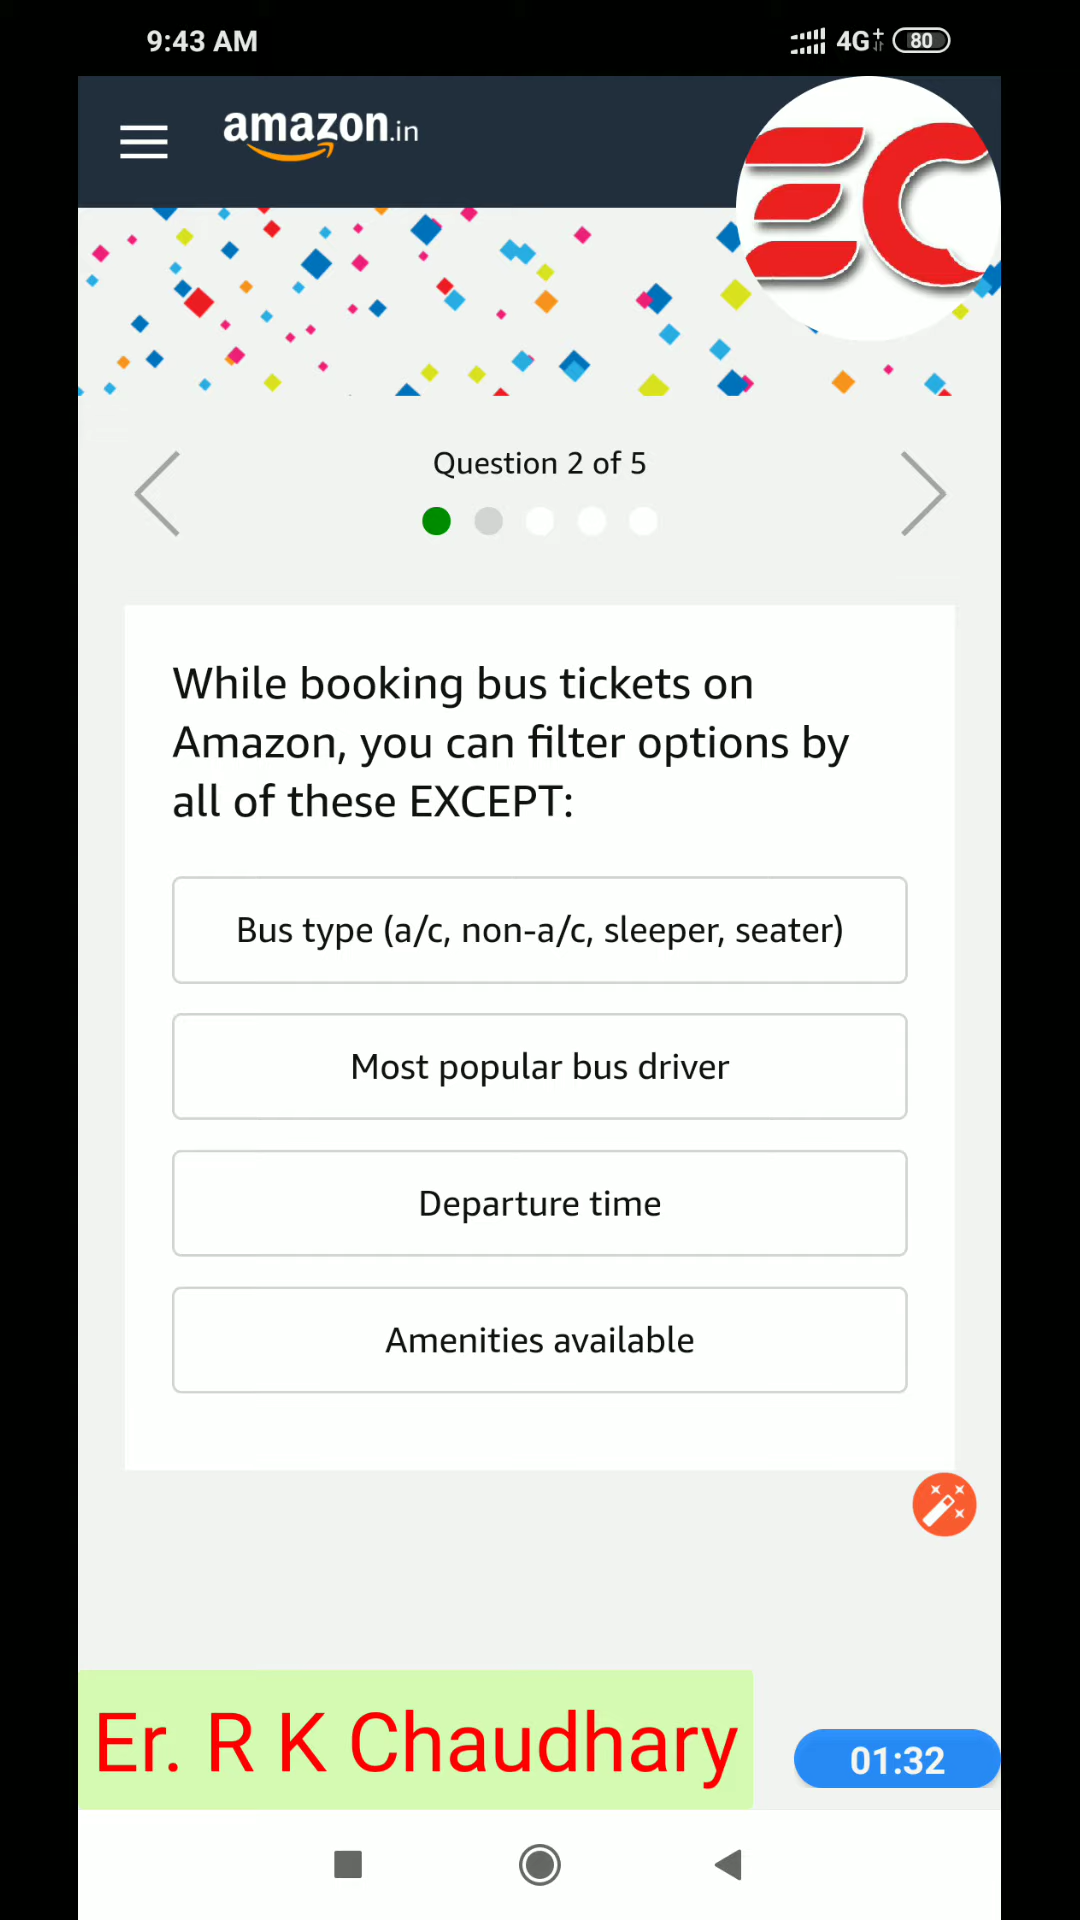 9:43 AM
4G+ 80
amazon.in
EC
Question 2 of 5
While booking bus tickets on
Amazon, you can filter options by
all of these EXCEPT:
Bus type (a/c, non-a/c, sleeper, seater)
Most popular bus driver
Departure time
Amenities available
Er. R K Chaudhary
01:32